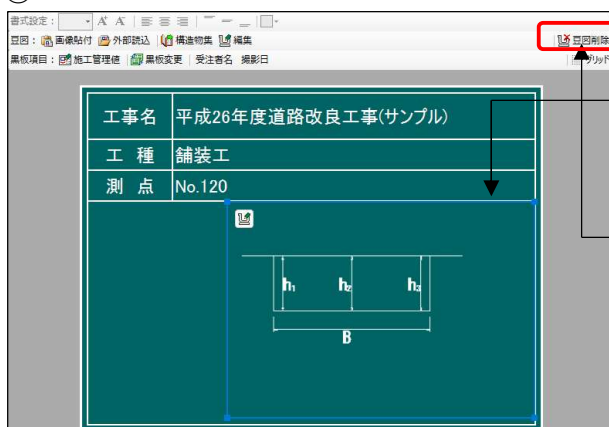 書式設定：
豆図： 画像貼付 外部読込 構造物集 編集 豆図削除
黒板項目： 施工管理値 黒板変更 受注者名 撮影日 グリッド
工事名 平成26年度道路改良工事(サンプル)
工 種 舗装工
測 点 No.120
h₁ h₂ h₃
B